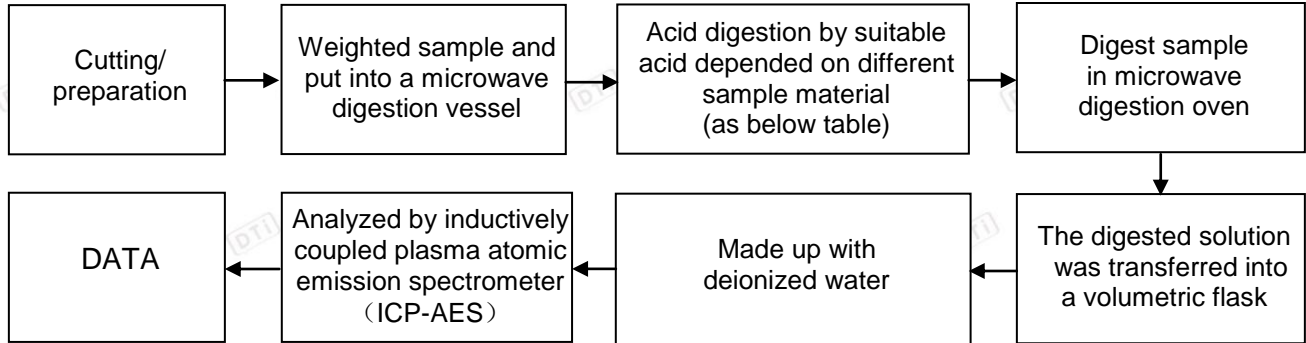 Cutting/
preparation
Weighted sample and
put into a microwave
digestion vessel
Acid digestion by suitable
acid depended on different
sample material
(as below table)
Digest sample
in microwave
digestion oven
The digested solution
was transferred into
a volumetric flask
Made up with
deionized water
Analyzed by inductively
coupled plasma atomic
emission spectrometer
（ICP-AES）
DATA
DTi
DTi